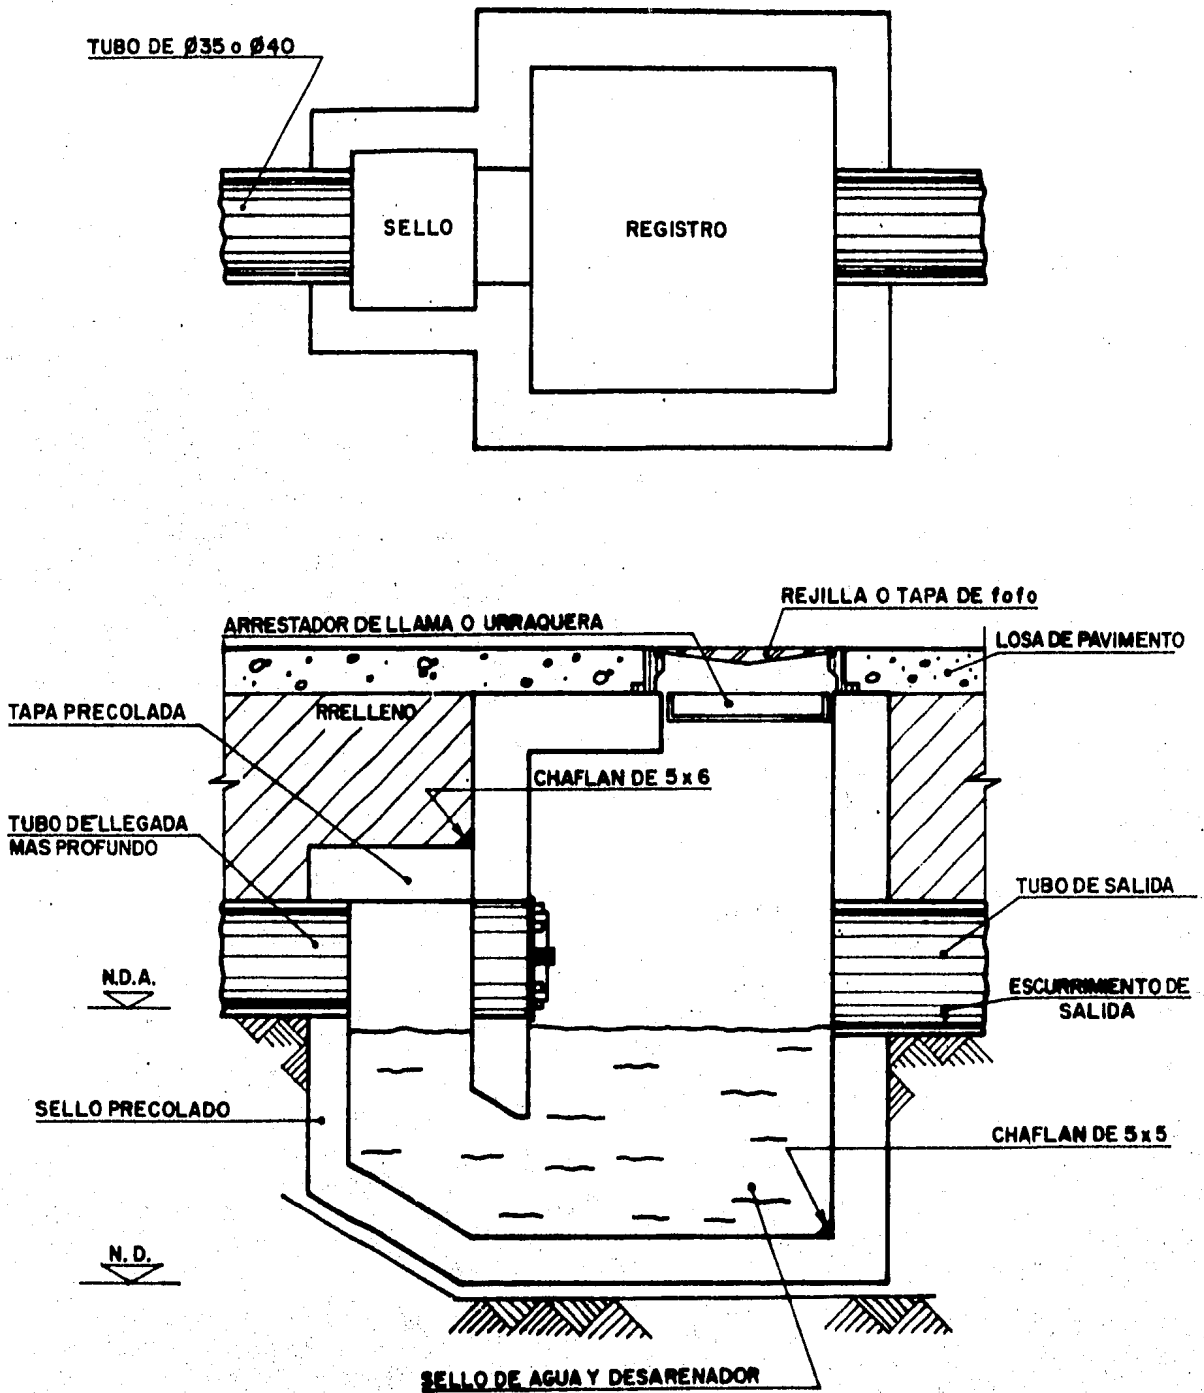 TUBO DE Ø35 o Ø40
SELLO
REGISTRO
REJILLA O TAPA DE fofo
ARRESTADOR DE LLAMA O URRAQUERA
LOSA DE PAVIMENTO
TAPA PRECOLADA
RRELLENO
CHAFLAN DE 5 x 6
TUBO DE LLEGADA
MAS PROFUNDO
TUBO DE SALIDA
N.D.A.
ESCURRIMIENTO DE
SALIDA
SELLO PRECOLADO
CHAFLAN DE 5 x 5
N. D.
SELLO DE AGUA Y DESARENADOR